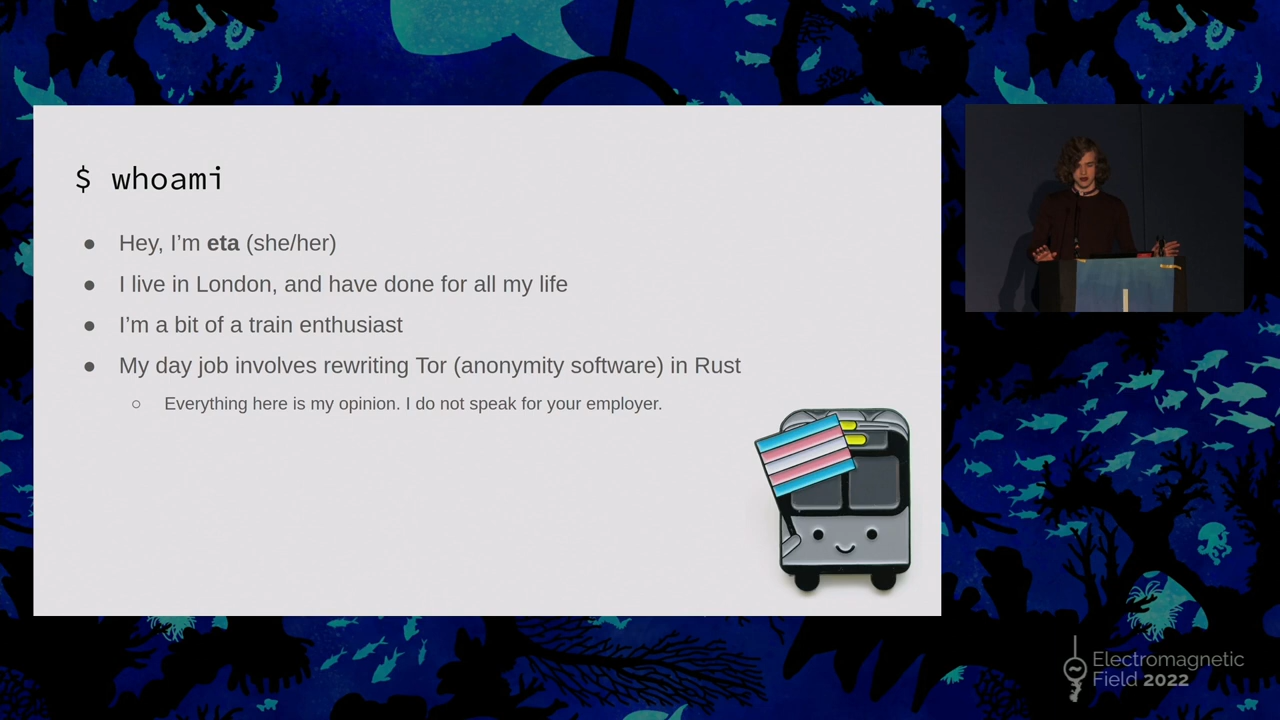 $ whoami
● Hey, I’m eta (she/her)
● I live in London, and have done for all my life
● I’m a bit of a train enthusiast
● My day job involves rewriting Tor (anonymity software) in Rust
○ Everything here is my opinion. I do not speak for your employer.
Electromagnetic
Field 2022